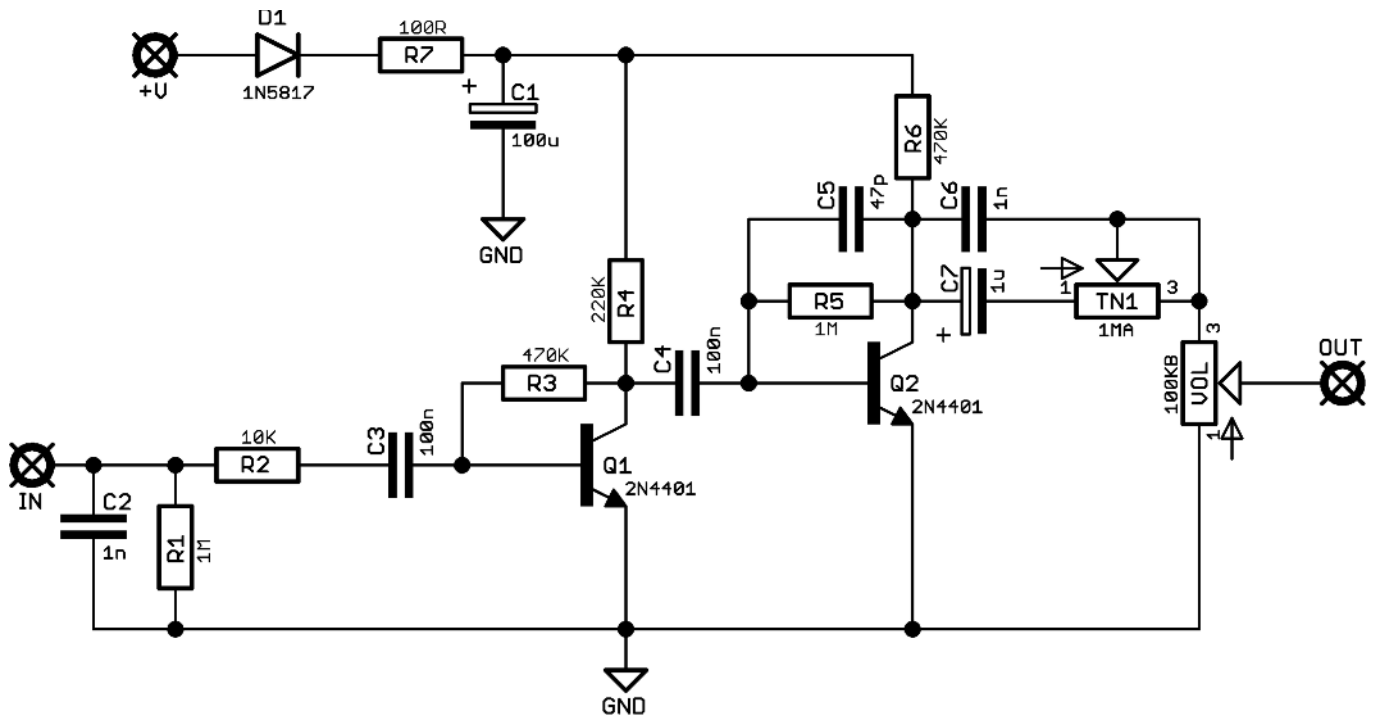 D1
100R
R7
+V
1N5817
+
C1
100u
GND
R6
470K
C5
47p
C6
1n
220K
R4
R5
1M
C7
1u
+
1
TN1
3
1MA
470K
R3
C4
100n
Q2
2N4401
3
100KB
VOL
1
OUT
IN
10K
R2
C3
100n
Q1
2N4401
C2
1n
R1
1M
GND